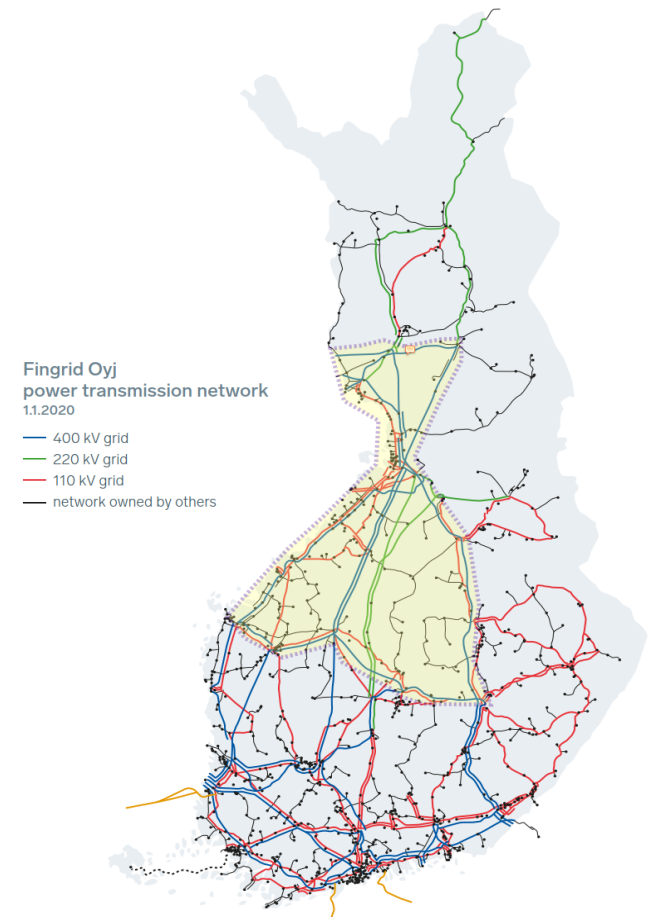 Fingrid Oyj
power transmission network
1.1.2020
400 kV grid
220 kV grid
110 kV grid
network owned by others